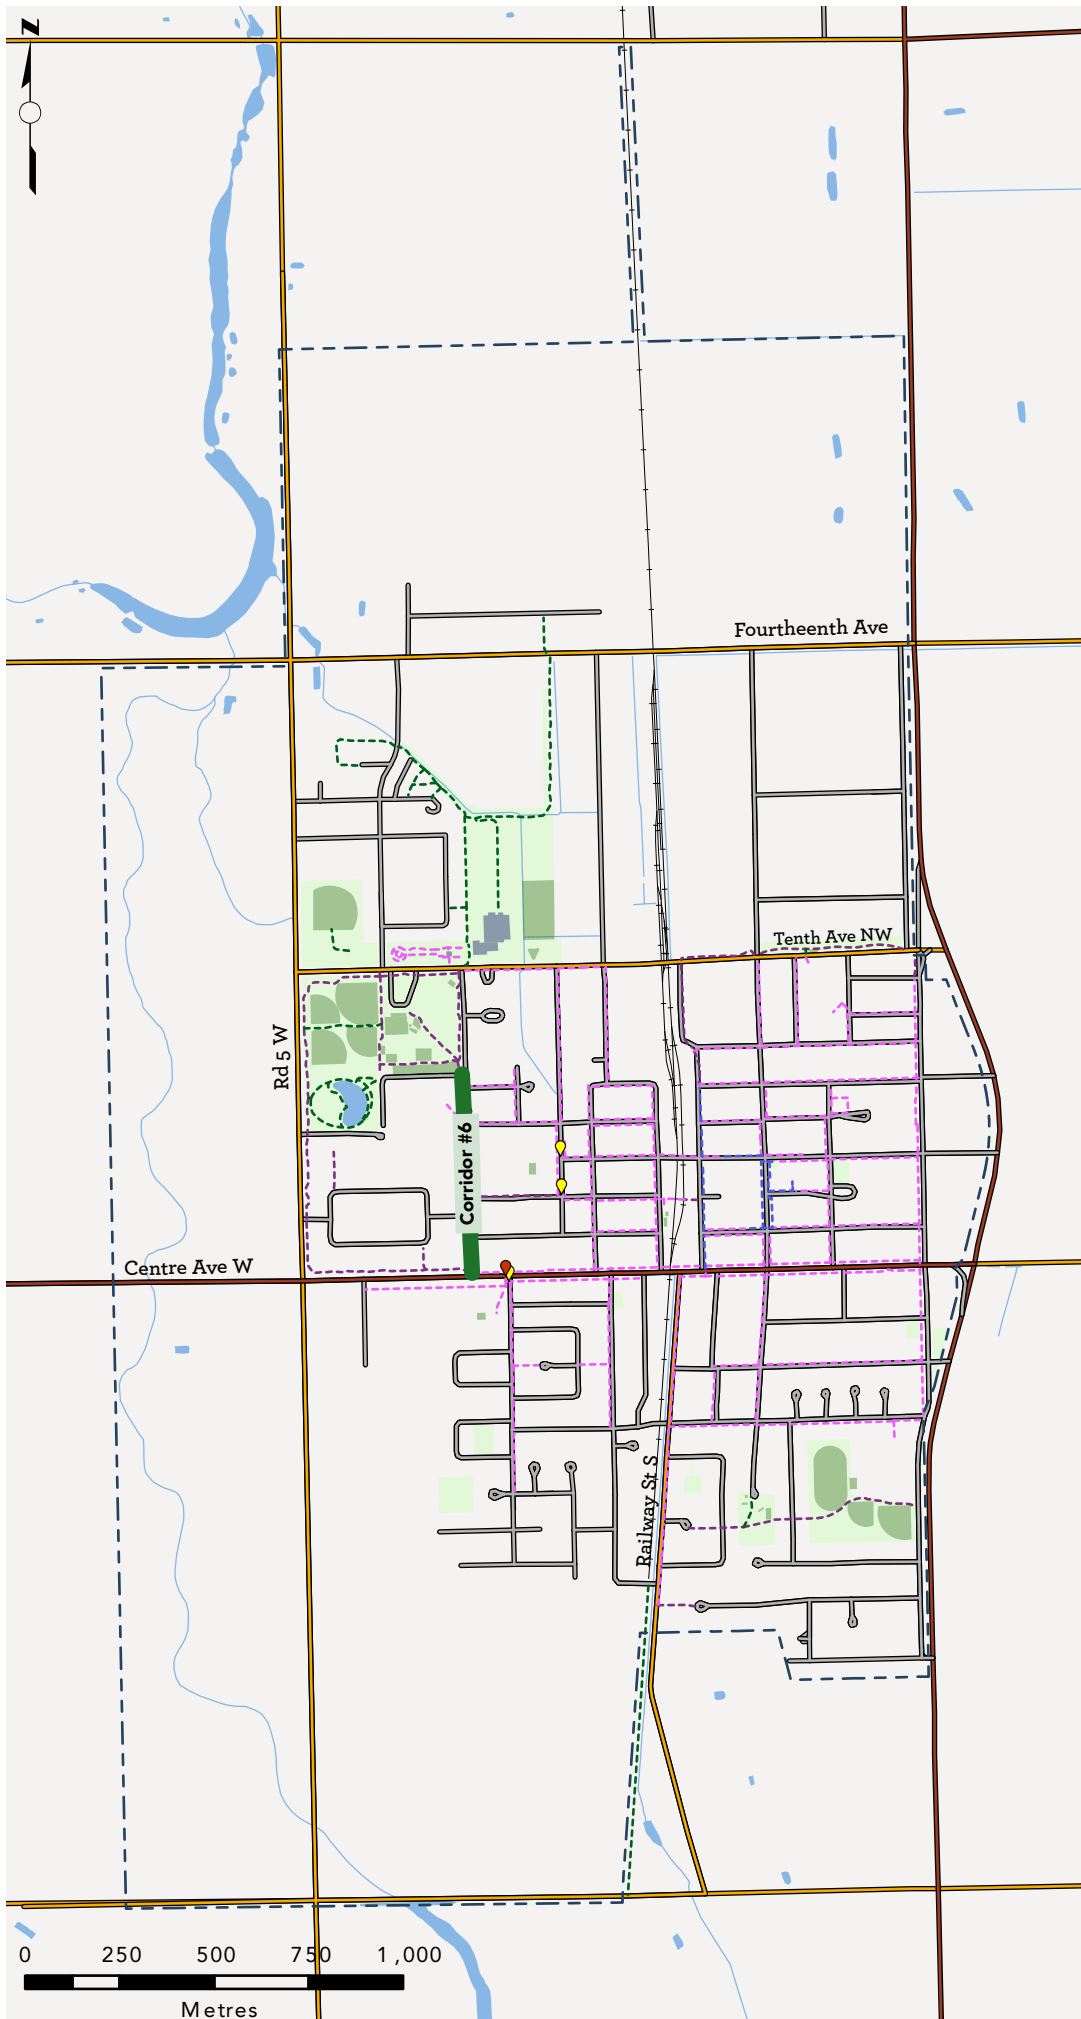 N
Fourtheenth Ave
Tenth Ave NW
Rd 5 W
Corridor #6
Centre Ave W
Railway St S
0 250 500 750 1,000
Metres